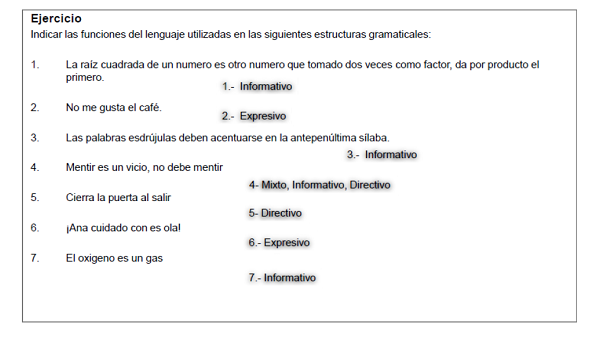 Ejercicio
Indicar las funciones del lenguaje utilizadas en las siguientes estructuras gramaticales:
1. La raíz cuadrada de un numero es otro numero que tomado dos veces como factor, da por producto el
primero.
1.- Informativo
2. No me gusta el café.
2.- Expresivo
3. Las palabras esdrújulas deben acentuarse en la antepenúltima sílaba.
3.- Informativo
4. Mentir es un vicio, no debe mentir
4- Mixto, Informativo, Directivo
5. Cierra la puerta al salir
5- Directivo
6. ¡Ana cuidado con es ola!
6.- Expresivo
7. El oxigeno es un gas
7.- Informativo